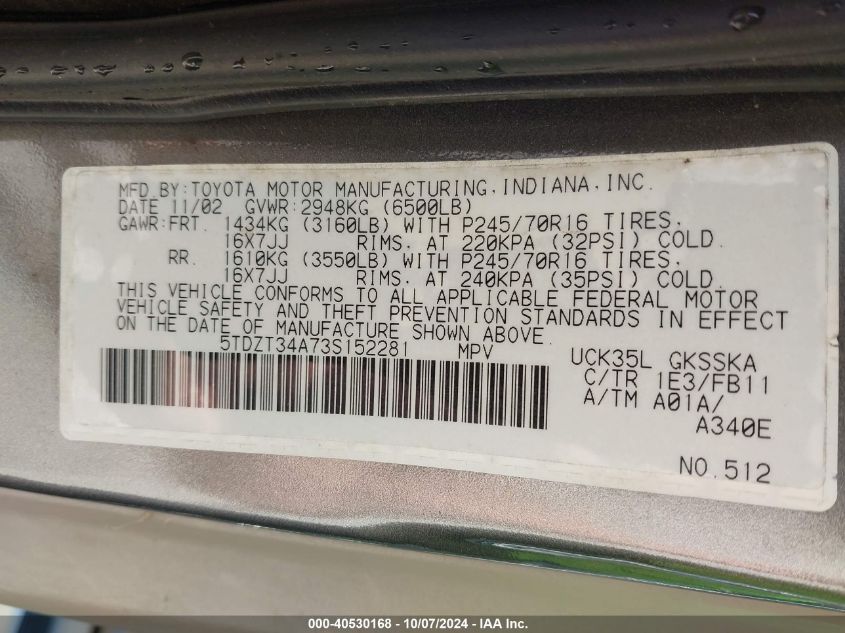 MFD.BY:TOYOTA MOTOR MANUFACTURING,INDIANA,INC.
DATE 11/02 GVWR:2948KG (6500LB)
GAWR:FRT. 1434KG (3160LB) WITH P245/70R16 TIRES,
16X7JJ RIMS, AT 220KPA (32PSI) COLD.
RR. 1610KG (3550LB) WITH P245/70R16 TIRES,
16X7JJ RIMS, AT 240KPA (35PSI) COLD.
THIS VEHICLE CONFORMS TO ALL APPLICABLE FEDERAL MOTOR
VEHICLE SAFETY AND THEFT PREVENTION STANDARDS IN EFFECT
ON THE DATE OF MANUFACTURE SHOWN ABOVE.
5TDZT34A73S152281 MPV
UCK35L GKSSKA
C/TR 1E3/FB11
A/TM A01A/
A340E
NO.512
000-40530168 - 10/07/2024 - IAA Inc.